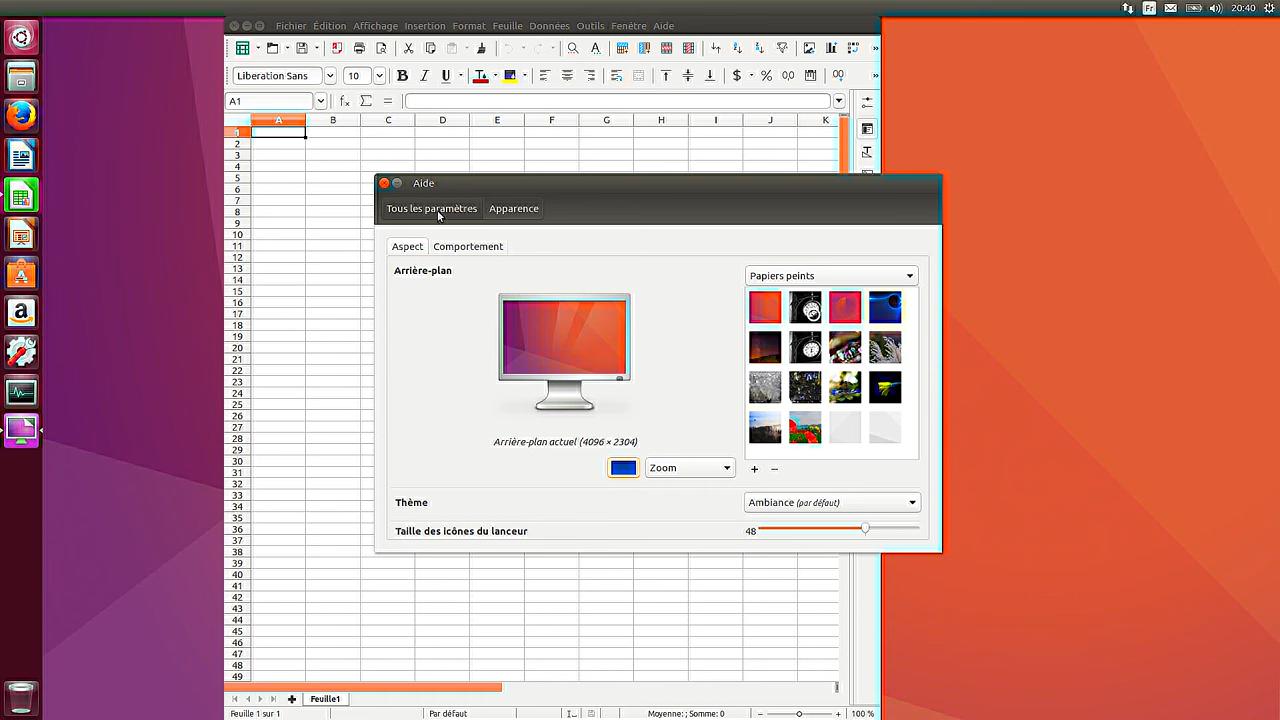 Fr 20:40
Fichier Édition Affichage Insertion Format Feuille Données Outils Fenêtre Aide
Liberation Sans 10
A1
A B C D E F G H I J K
1
2
3
4
5
6
7
8
9
10
11
12
13
14
15
16
17
18
19
20
21
22
23
24
25
26
27
28
29
30
31
32
33
34
35
36
37
38
39
40
41
42
43
44
45
46
47
48
49
Aide
Tous les paramètres Apparence
Aspect Comportement
Arrière-plan
Papiers peints
Arrière-plan actuel (4096 × 2304)
Zoom
Thème
Ambiance (par défaut)
Taille des icônes du lanceur
48
Feuille1
Feuille 1 sur 1 Par défaut Moyenne: ; Somme: 0 100 %